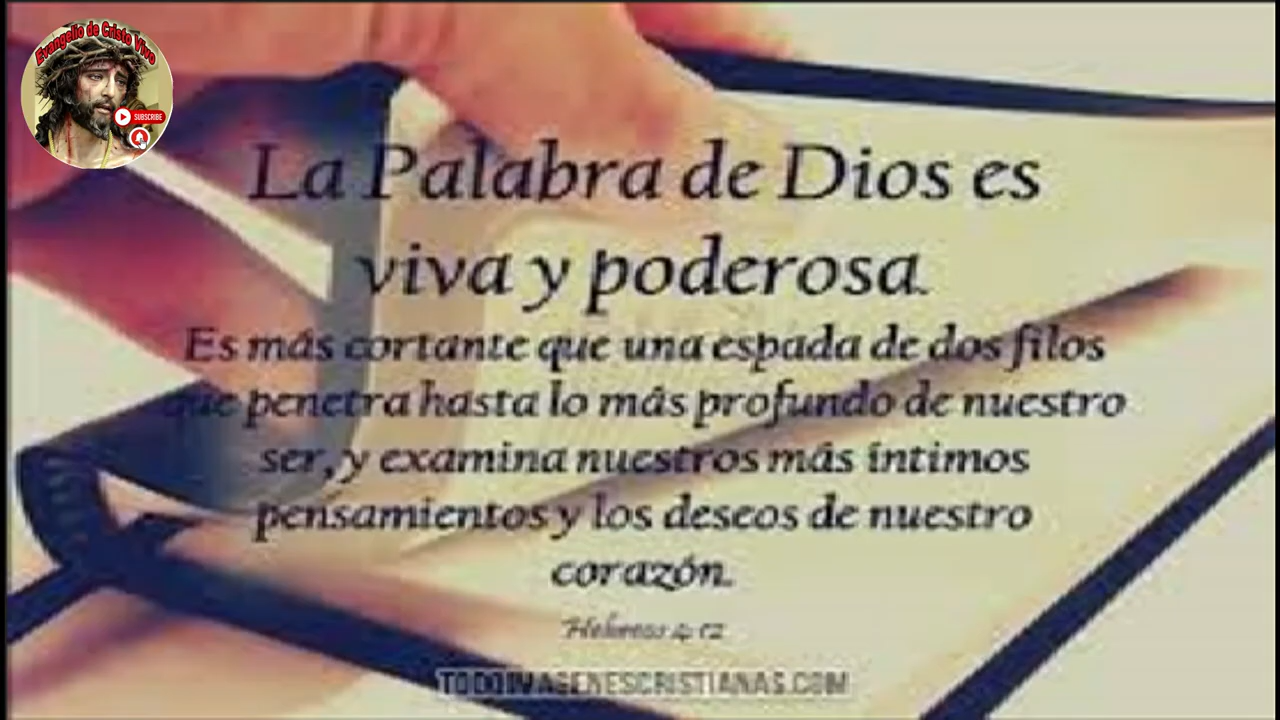 Evangelio de Cristo Vivo
SUBSCRIBE
La Palabra de Dios es
viva y poderosa.
Es más cortante que una espada de dos filos
que penetra hasta lo más profundo de nuestro
ser, y examina nuestros más íntimos
pensamientos y los deseos de nuestro
corazón.
Hebreos 4:12
TODOIMAGENESCRISTIANAS.COM